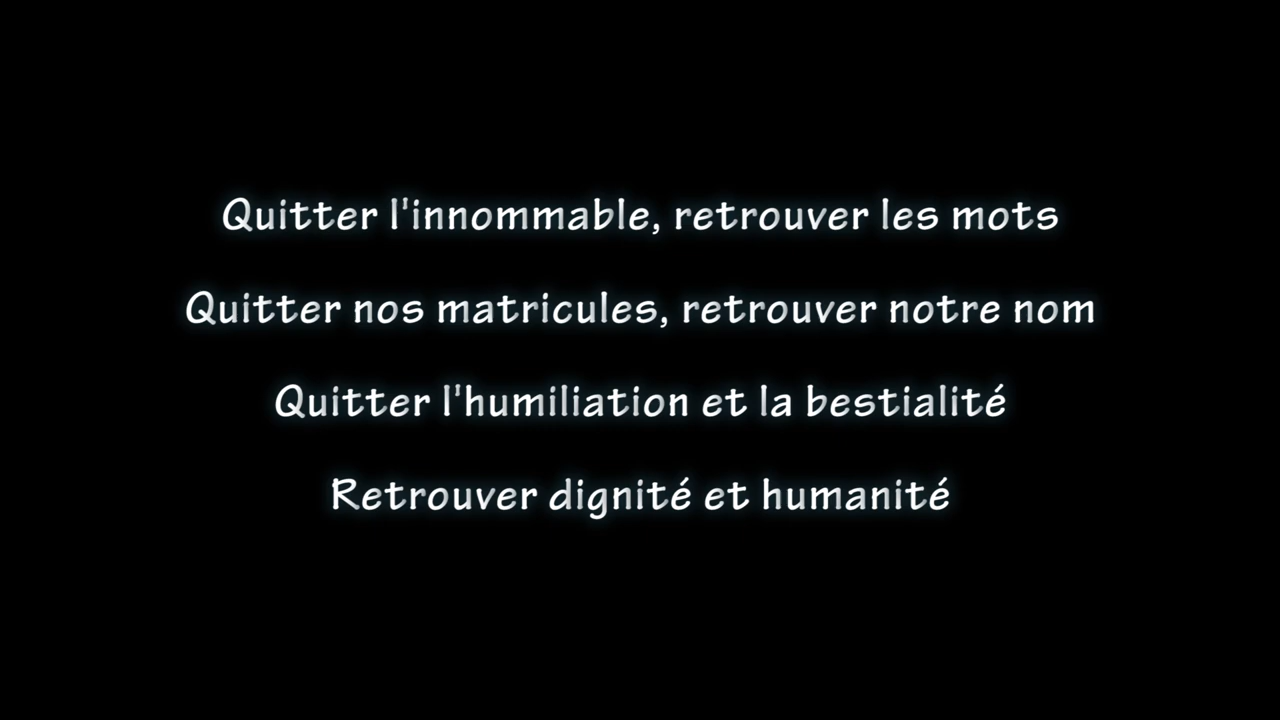 Quitter l'innommable, retrouver les mots
Quitter nos matricules, retrouver notre nom
Quitter l'humiliation et la bestialité
Retrouver dignité et humanité